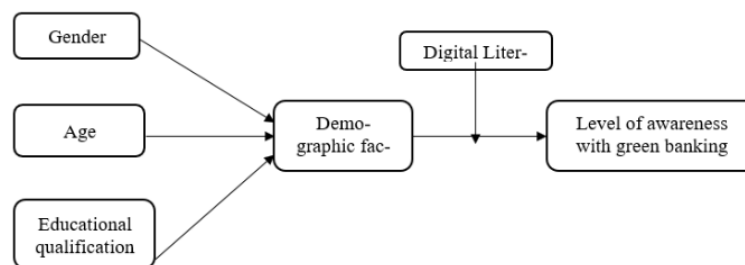 Gender
Digital Liter-
Age
Demo-
graphic fac-
Level of awareness
with green banking
Educational
qualification